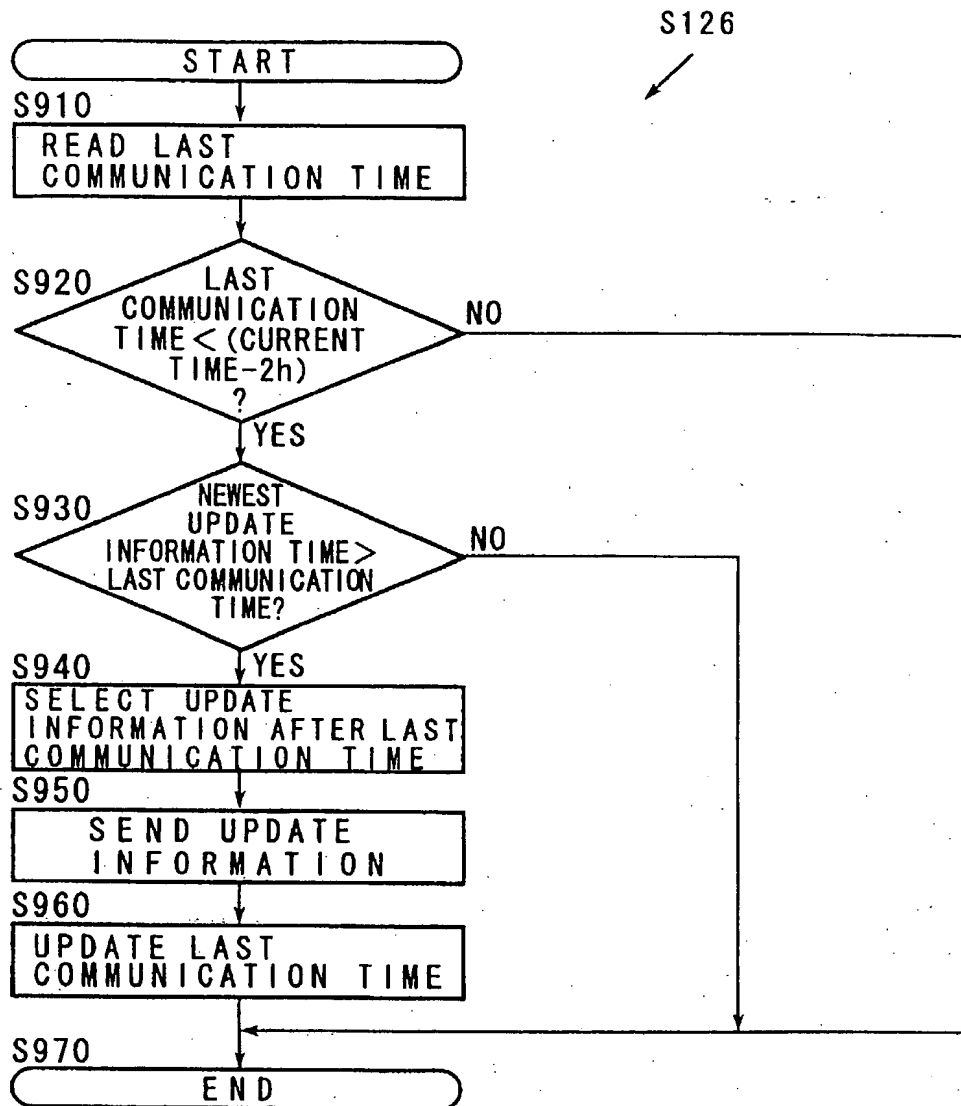 S126
START
S910
READ LAST
COMMUNICATION TIME
S920
LAST
COMMUNICATION
TIME<(CURRENT
TIME-2h)
?
NO
YES
S930
NEWEST
UPDATE
INFORMATION TIME>
LAST COMMUNICATION
TIME?
NO
YES
S940
SELECT UPDATE
INFORMATION AFTER LAST
COMMUNICATION TIME
S950
SEND UPDATE
INFORMATION
S960
UPDATE LAST
COMMUNICATION TIME
S970
END